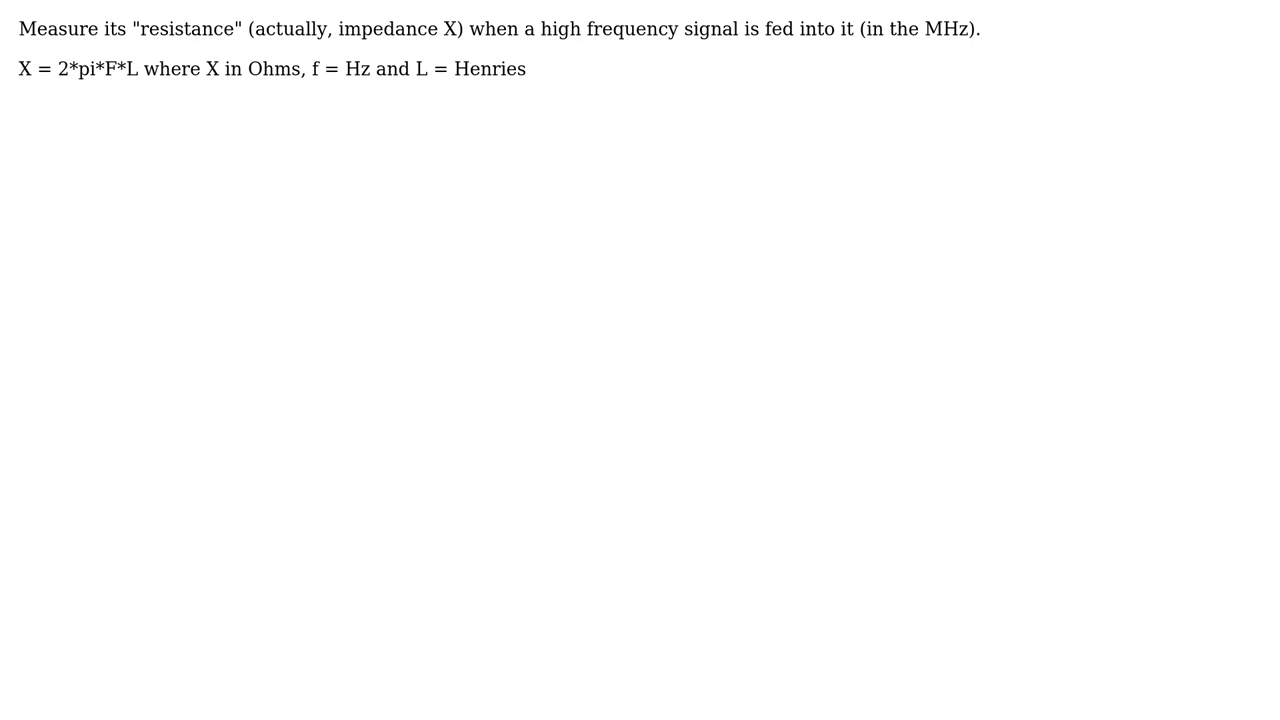 Measure its "resistance" (actually, impedance X) when a high frequency signal is fed into it (in the MHz).
X = 2*pi*F*L where X in Ohms, f = Hz and L = Henries